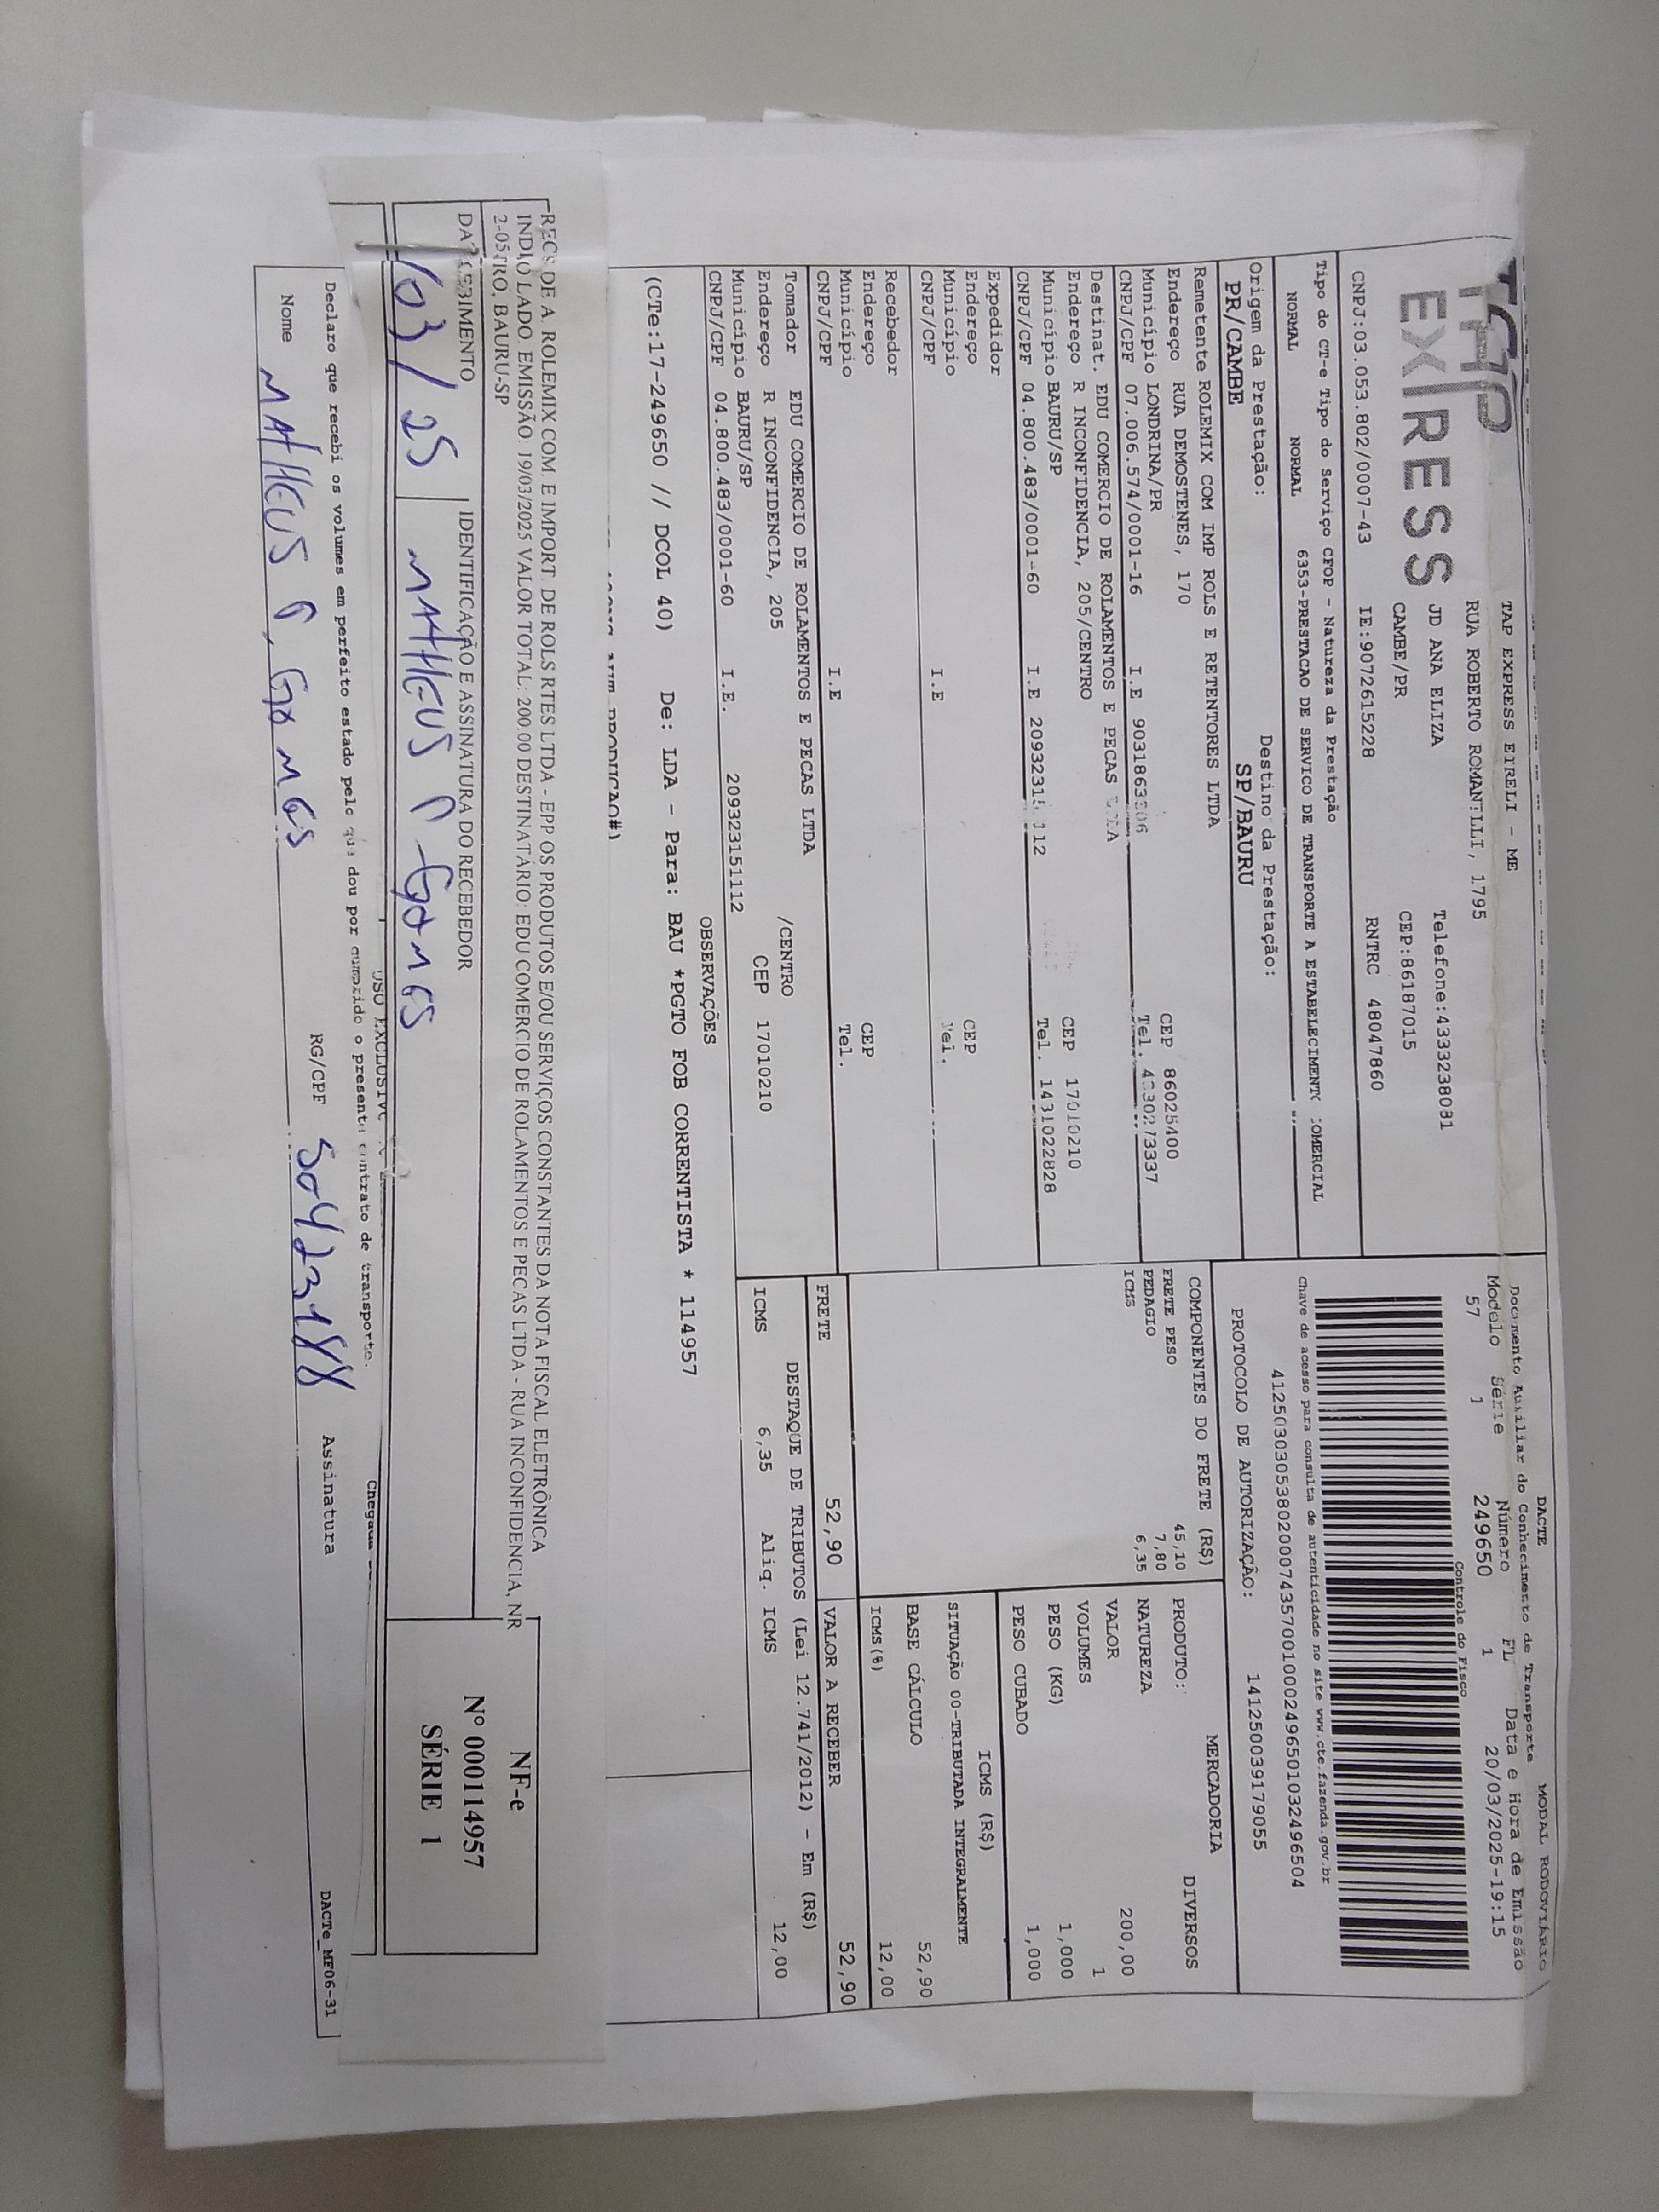 TAP EXPRESS
TAP EXPRESS EIRELI - ME
RUA ROBERTO ROMANILLI, 1795
JD ANA ELIZA Telefone:4333238081
CAMBE/PR CEP:86187015
CNPJ:03.053.802/0007-43 IE:9072615228 RNTRC 48047860
DACTE MODAL RODOVIÁRIO
Documento Auxiliar do Conhecimento de Transporte
Modelo Série Número FL Data e Hora de Emissão
57 1 249650 1 20/03/2025-19:15
Controle do Fisco
Chave de acesso para consulta de autenticidade no site www.cte.fazenda.gov.br
41250303053802000743570010002496501032496504
PROTOCOLO DE AUTORIZAÇÃO: 141250039179055
Tipo do CT-e Tipo do Serviço CFOP - Natureza da Prestação
NORMAL NORMAL 6353-PRESTACAO DE SERVICO DE TRANSPORTE A ESTABELECIMENTO COMERCIAL
Origem da Prestação: Destino da Prestação:
PR/CAMBE SP/BAURU
Remetente ROLEMIX COM IMP ROLS E RETENTORES LTDA
Endereço RUA DEMOSTENES, 170 CEP 86025400
Município LONDRINA/PR Tel.
CNPJ/CPF 07.006.574/0001-16 I.E
Destinat. EDU COMERCIO DE ROLAMENTOS E PECAS
Endereço R INCONFIDENCIA, 205/CENTRO CEP 17010210
Município BAURU/SP Tel. 143102828
CNPJ/CPF 04.800.483/0001-60 I.E 209323151112
Expedidor
Endereço CEP
Município Tel.
CNPJ/CPF I.E
Recebedor
Endereço CEP
Município Tel.
CNPJ/CPF I.E
Tomador EDU COMERCIO DE ROLAMENTOS E PECAS LTDA
Endereço R INCONFIDENCIA, 205 /CENTRO
Município BAURU/SP CEP 17010210
CNPJ/CPF 04.800.483/0001-60 I.E. 209323151112
COMPONENTES DO FRETE (R$)
FRETE PESO 45,10
PEDAGIO 7,80
ICMS 6,35
MERCADORIA
PRODUTO: DIVERSOS
NATUREZA
VALOR 200,00
VOLUMES 1
PESO (KG) 1,000
PESO CUBADO 1,000
ICMS (R$)
SITUAÇÃO 00-TRIBUTADA INTEGRALMENTE
BASE CÁLCULO 52,90
ICMS(%) 12,00
FRETE 52,90 VALOR A RECEBER 52,90
DESTAQUE DE TRIBUTOS (Lei 12.741/2012) - Em (R$)
ICMS 6,35 Aliq. ICMS 12,00
OBSERVAÇÕES
(CTe:17-249650 // DCOL 40) De: LDA - Para: BAU *PGTO FOB CORRENTISTA * 114957
DE A. ROLEMIX COM. E IMPORT. DE ROLS RTES LTDA - EPP OS PRODUTOS E/OU SERVIÇOS CONSTANTES DA NOTA FISCAL ELETRÔNICA
LADO. EMISSÃO: 19/03/2025 VALOR TOTAL: 200,00 DESTINATÁRIO: EDU COMERCIO DE ROLAMENTOS E PECAS LTDA - RUA INCONFIDENCIA, NR
BAURU-SP
IDENTIFICAÇÃO E ASSINATURA DO RECEBEDOR
/03/25 MATHEUS P GOMES
NF-e
Nº 000114957
SÉRIE 1
USO EXCLUSIVO
Declaro que recebi os volumes em perfeito estado pelo que dou por cumprido o presente contrato de transporte.
Nome MATHEUS P, GOMES RG/CPF Assinatura
DACTe_MF06-31